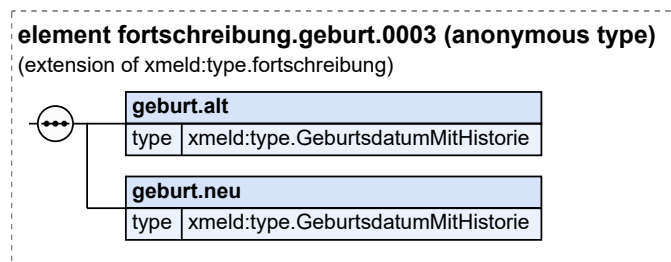 element fortschreibung.geburt.0003 (anonymous type)
(extension of xmeld:type.fortschreibung)
geburt.alt
type xmeld:type.GeburtsdatumMitHistorie
geburt.neu
type xmeld:type.GeburtsdatumMitHistorie